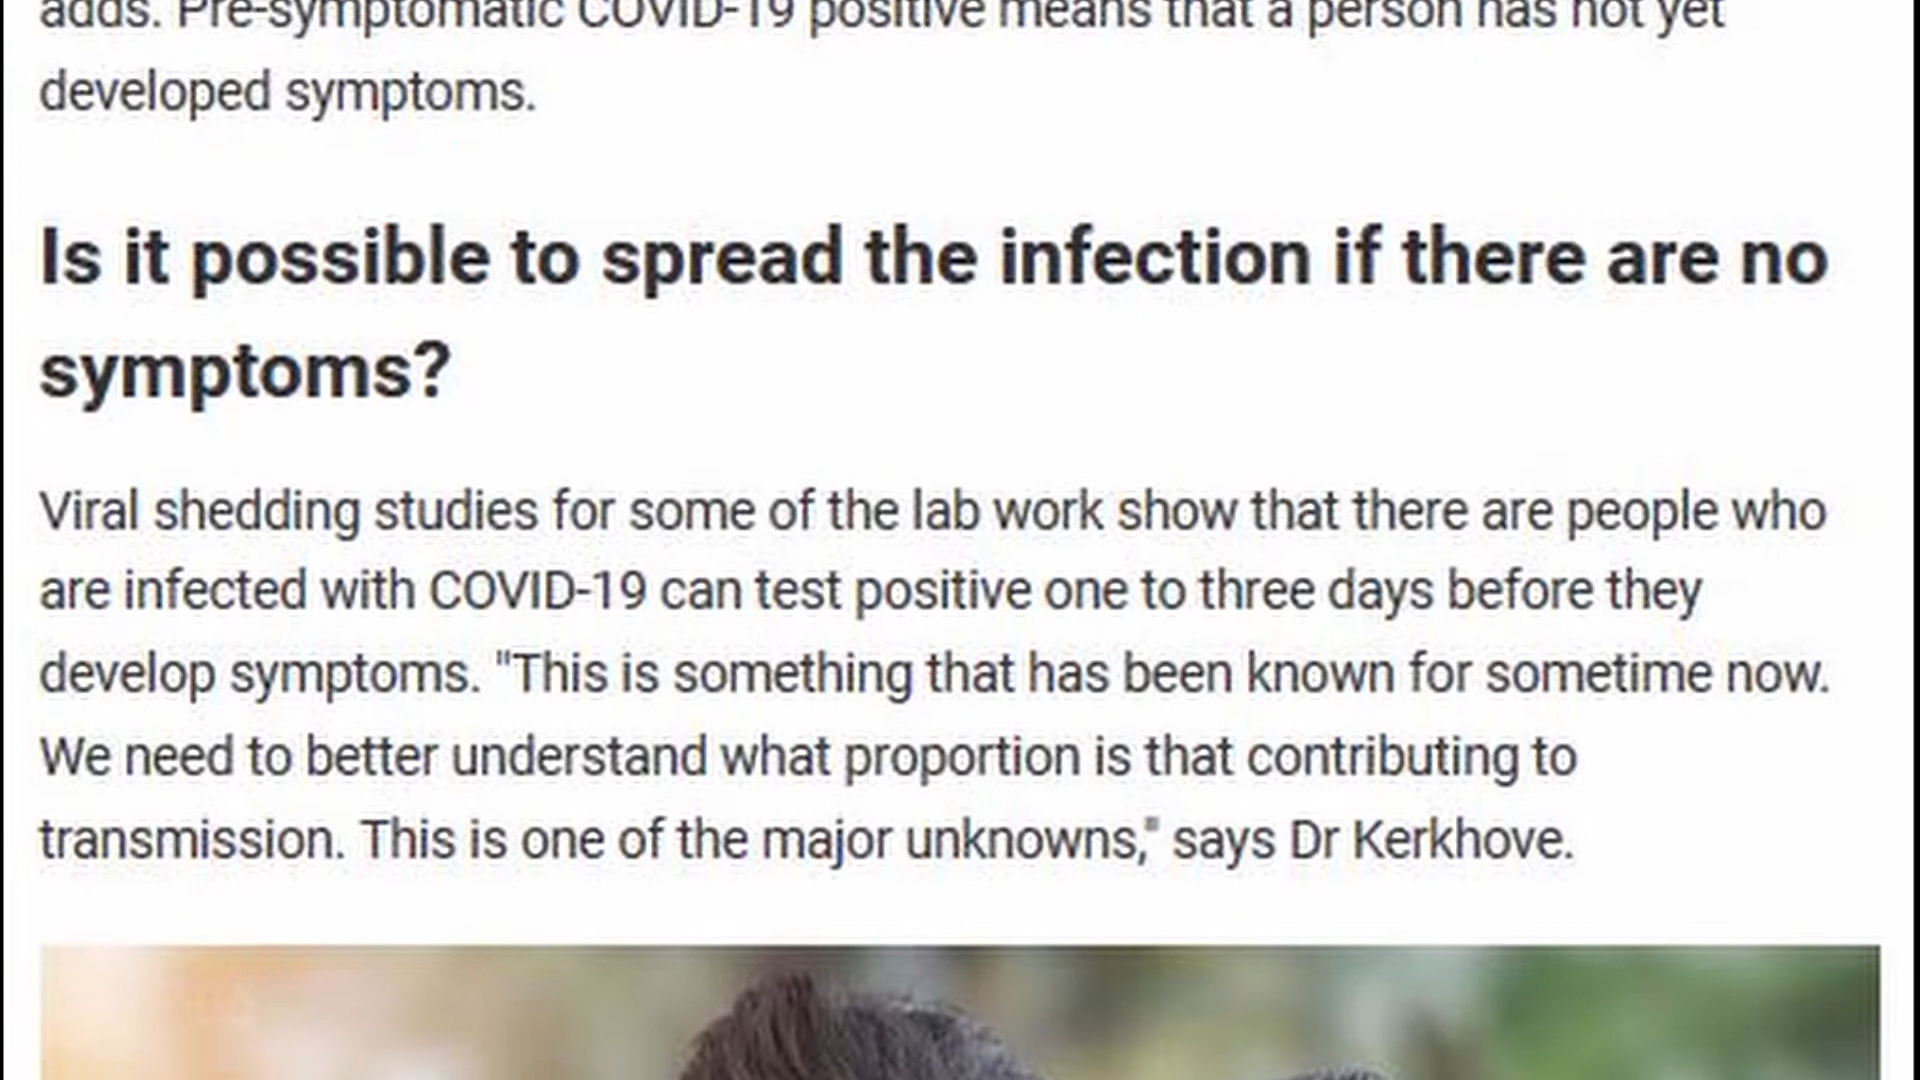 adds. Pre-symptomatic COVID-19 positive means that a person has not yet
developed symptoms.
Is it possible to spread the infection if there are no
symptoms?
Viral shedding studies for some of the lab work show that there are people who
are infected with COVID-19 can test positive one to three days before they
develop symptoms. "This is something that has been known for sometime now.
We need to better understand what proportion is that contributing to
transmission. This is one of the major unknowns," says Dr Kerkhove.